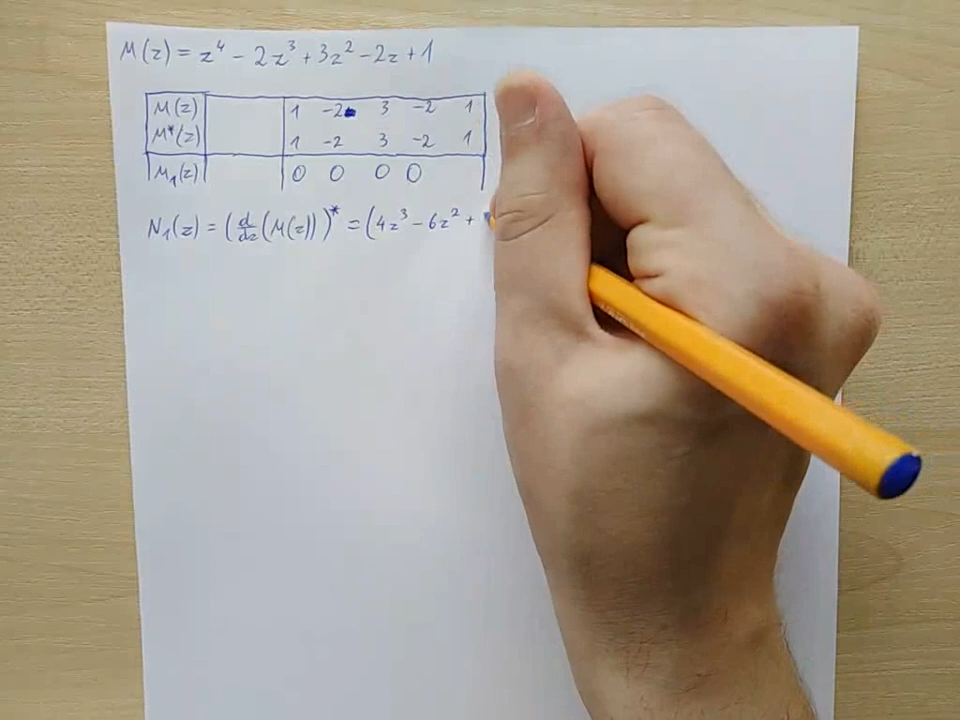 M(z) = z⁴ - 2z³ + 3z² - 2z + 1
M(z) 1 -2 3 -2 1
M*(z) 1 -2 3 -2 1
M₁(z) 0 0 0 0
N₁(z) = (d/dz (M(z)))* = (4z³ - 6z² +